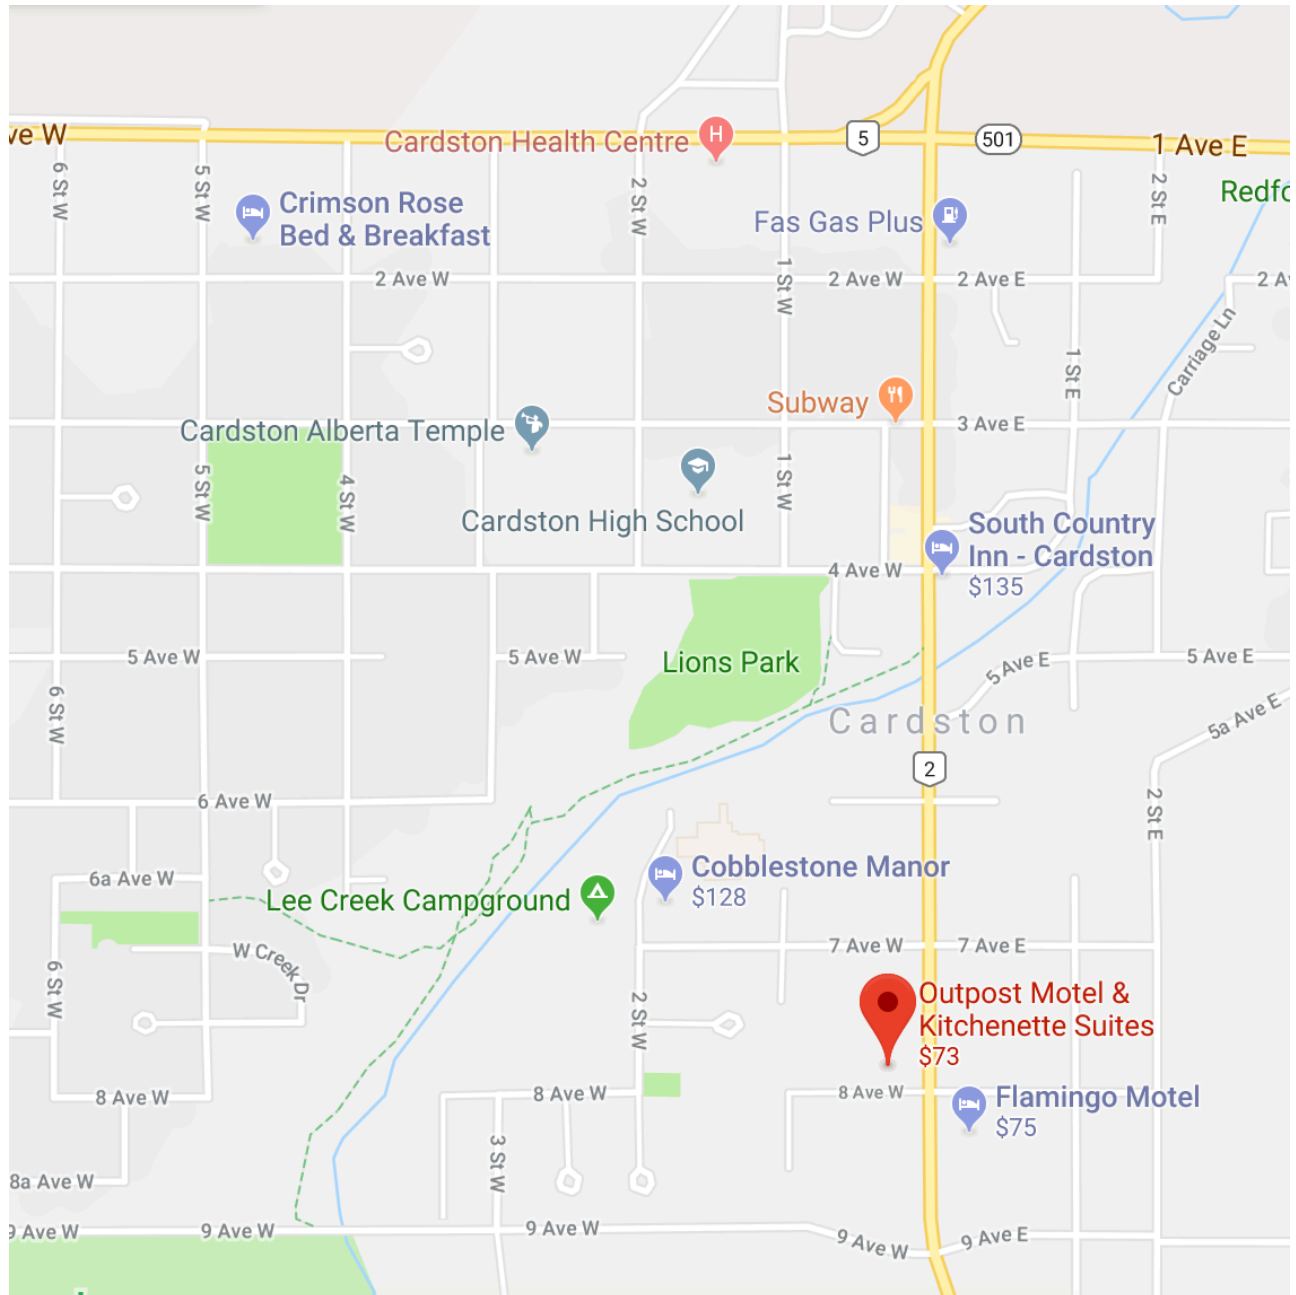 ve W
Cardston Health Centre
H
5
501
1 Ave E
6 St W
5 St W
2 St W
2 St E
Redfo
Crimson Rose
Bed & Breakfast
Fas Gas Plus
1 St W
2 Ave W
2 Ave W
2 Ave E
2 Av
Carriage Ln
1 St E
Subway
3 Ave E
Cardston Alberta Temple
5 St W
4 St W
1 St W
Cardston High School
South Country
Inn - Cardston
$135
4 Ave W
5 Ave W
5 Ave W
Lions Park
5 Ave E
5 Ave E
6 St W
5a Ave E
Cardston
2
6 Ave W
2 St E
6a Ave W
Lee Creek Campground
Cobblestone Manor
$128
W Creek Dr
7 Ave W
7 Ave E
6 St W
2 St W
Outpost Motel &
Kitchenette Suites
$73
8 Ave W
8 Ave W
8 Ave W
Flamingo Motel
$75
3 St W
8a Ave W
9 Ave W
9 Ave W
9 Ave W
9 Ave W
9 Ave E